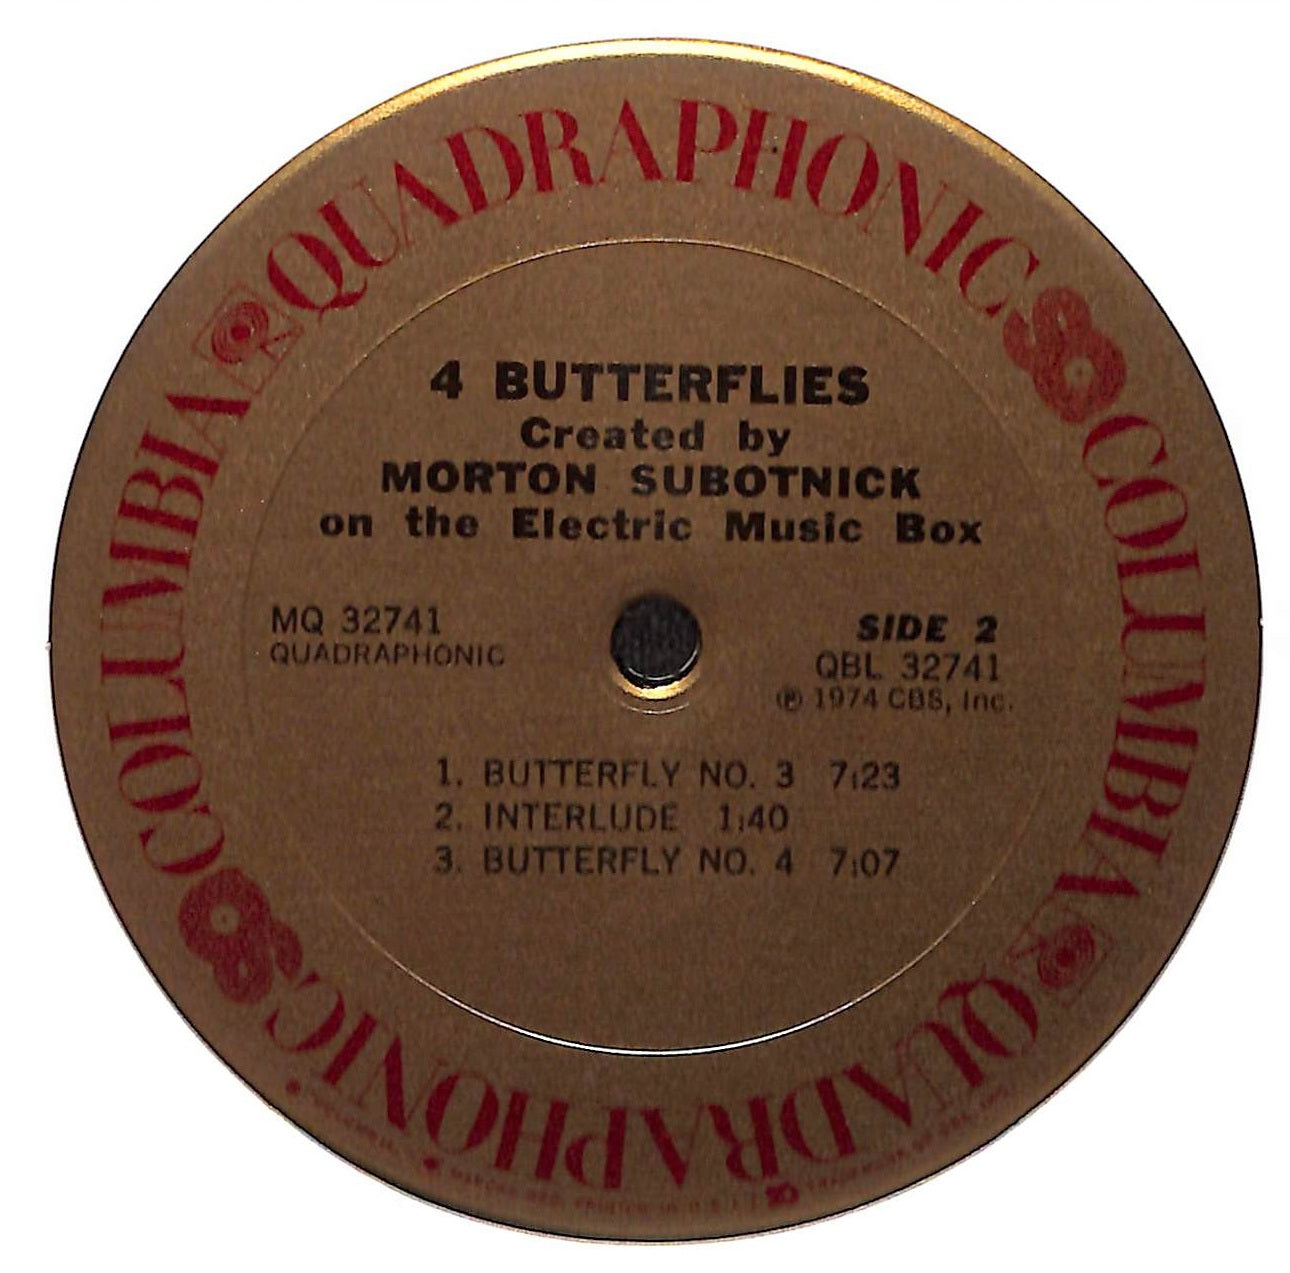 QUADRAPHONIC
COLUMBIA
QUADRAPHONIC
COLUMBIA
4 BUTTERFLIES
Created by
MORTON SUBOTNICK
on the Electric Music Box
MQ 32741
QUADRAPHONIC
SIDE 2
QBL 32741
℗ 1974 CBS, Inc.
1. BUTTERFLY NO. 3 7:23
2. INTERLUDE 1:40
3. BUTTERFLY NO. 4 7:07